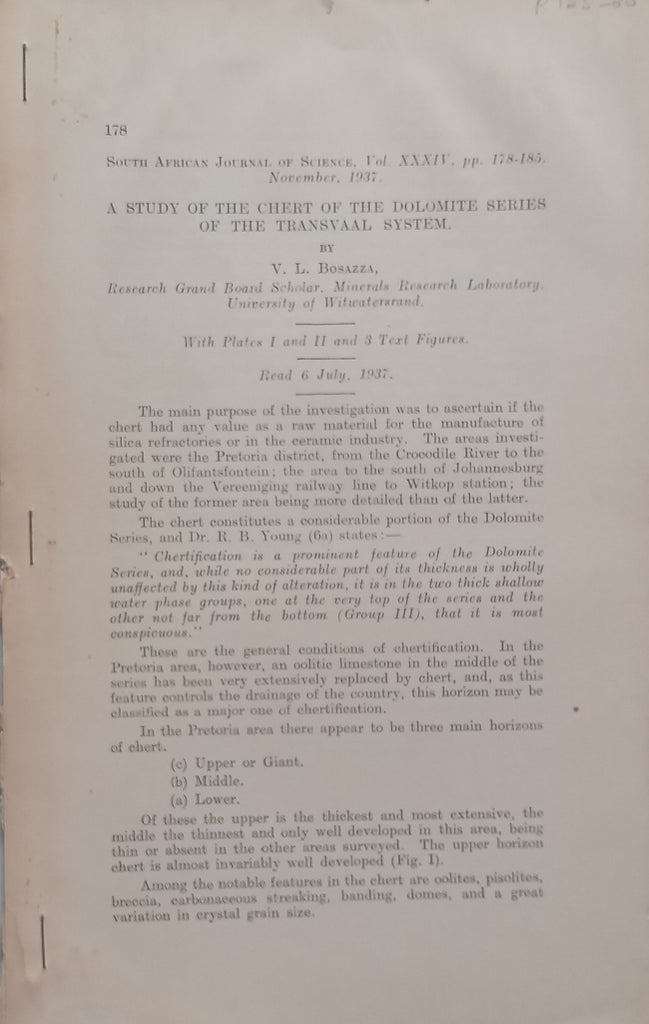 178
South African Journal of Science, Vol. XXXIV, pp. 178-185,
November, 1937.
A STUDY OF THE CHERT OF THE DOLOMITE SERIES
OF THE TRANSVAAL SYSTEM.
BY
V. L. Bosazza,
Research Grand Board Scholar, Minerals Research Laboratory,
University of Witwatersrand.
With Plates I and II and 3 Text Figures.
Read 6 July, 1937.
The main purpose of the investigation was to ascertain if the
chert had any value as a raw material for the manufacture of
silica refractories or in the ceramic industry. The areas investi-
gated were the Pretoria district, from the Crocodile River to the
south of Olifantsfontein; the area to the south of Johannesburg
and down the Vereeniging railway line to Witkop station; the
study of the former area being more detailed than of the latter.
The chert constitutes a considerable portion of the Dolomite
Series, and Dr. R. B. Young (6a) states:—
" Chertification is a prominent feature of the Dolomite
Series, and, while no considerable part of its thickness is wholly
unaffected by this kind of alteration, it is in the two thick shallow
water phase groups, one at the very top of the series and the
other not far from the bottom (Group III), that it is most
conspicuous."
These are the general conditions of chertification. In the
Pretoria area, however, an oolitic limestone in the middle of the
series has been very extensively replaced by chert, and, as this
feature controls the drainage of the country, this horizon may be
classified as a major one of chertification.
In the Pretoria area there appear to be three main horizons
of chert.
(c) Upper or Giant.
(b) Middle.
(a) Lower.
Of these the upper is the thickest and most extensive, the
middle the thinnest and only well developed in this area, being
thin or absent in the other areas surveyed. The upper horizon
chert is almost invariably well developed (Fig. I).
Among the notable features in the chert are oolites, pisolites,
breccia, carbonaceous streaking, banding, domes, and a great
variation in crystal grain size.